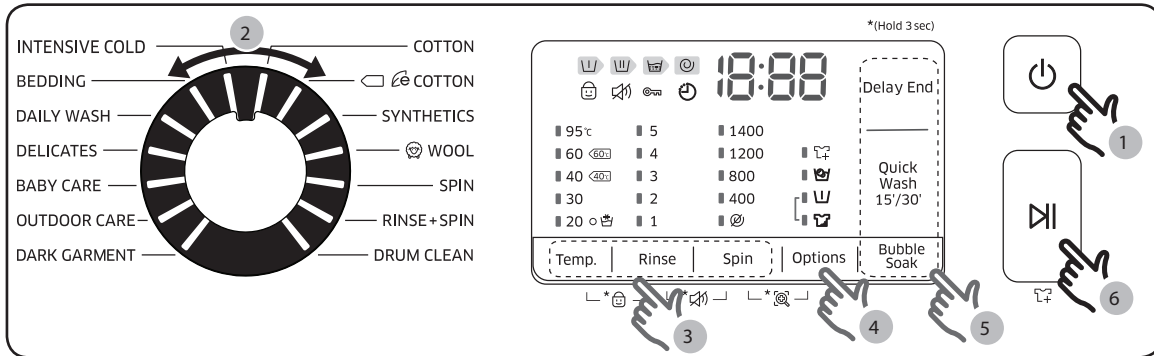 *(Hold 3 sec)
2
INTENSIVE COLD
BEDDING
DAILY WASH
DELICATES
BABY CARE
OUTDOOR CARE
DARK GARMENT
COTTON
e COTTON
SYNTHETICS
WOOL
SPIN
RINSE+SPIN
DRUM CLEAN
18:88
95℃ 5 1400
60 60℃ 4 1200
40 40℃ 3 800
30 2 400
20 1
Delay End
Quick
Wash
15'/30'
Temp. Rinse Spin Options Bubble
Soak
* * *
1
3
4
5
6